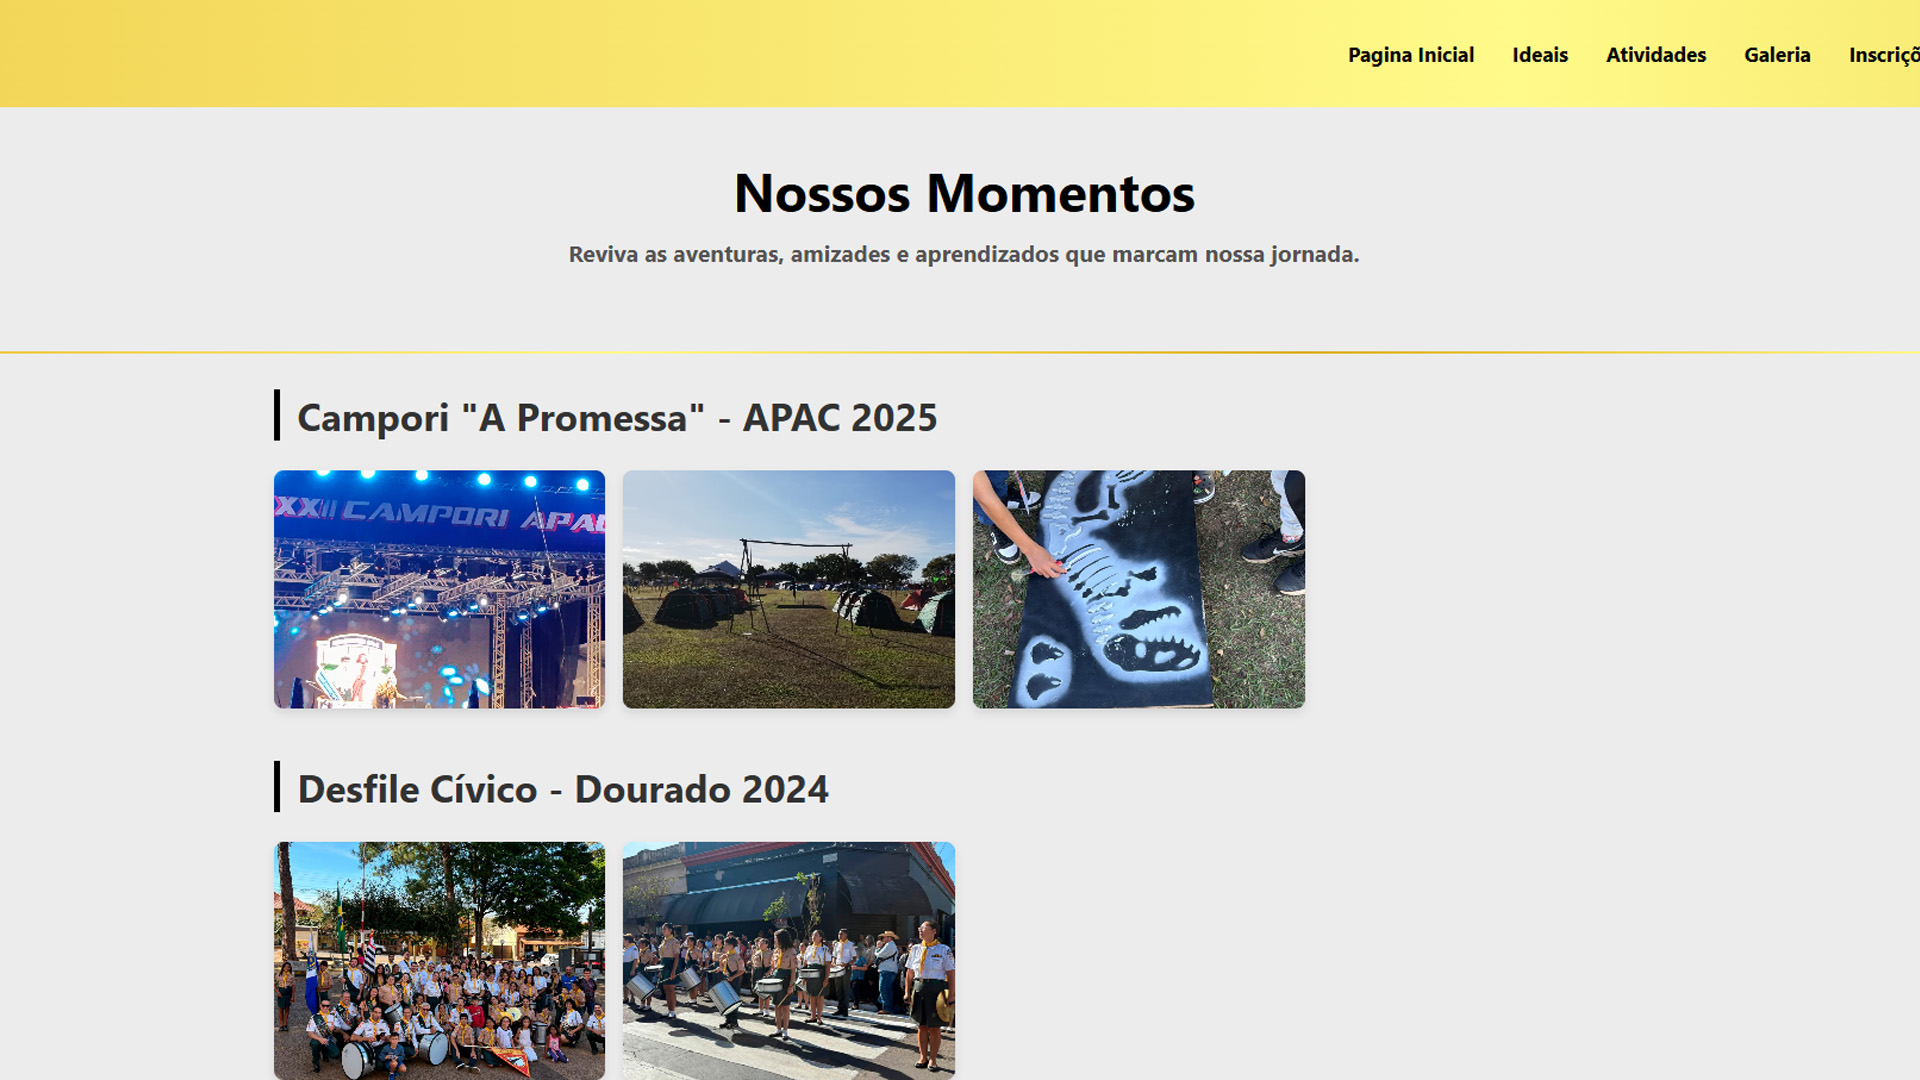 Pagina Inicial Ideais Atividades Galeria Inscriçõ
Nossos Momentos
Reviva as aventuras, amizades e aprendizados que marcam nossa jornada.
Campori "A Promessa" - APAC 2025
XXII CAMPORI APAC
Desfile Cívico - Dourado 2024